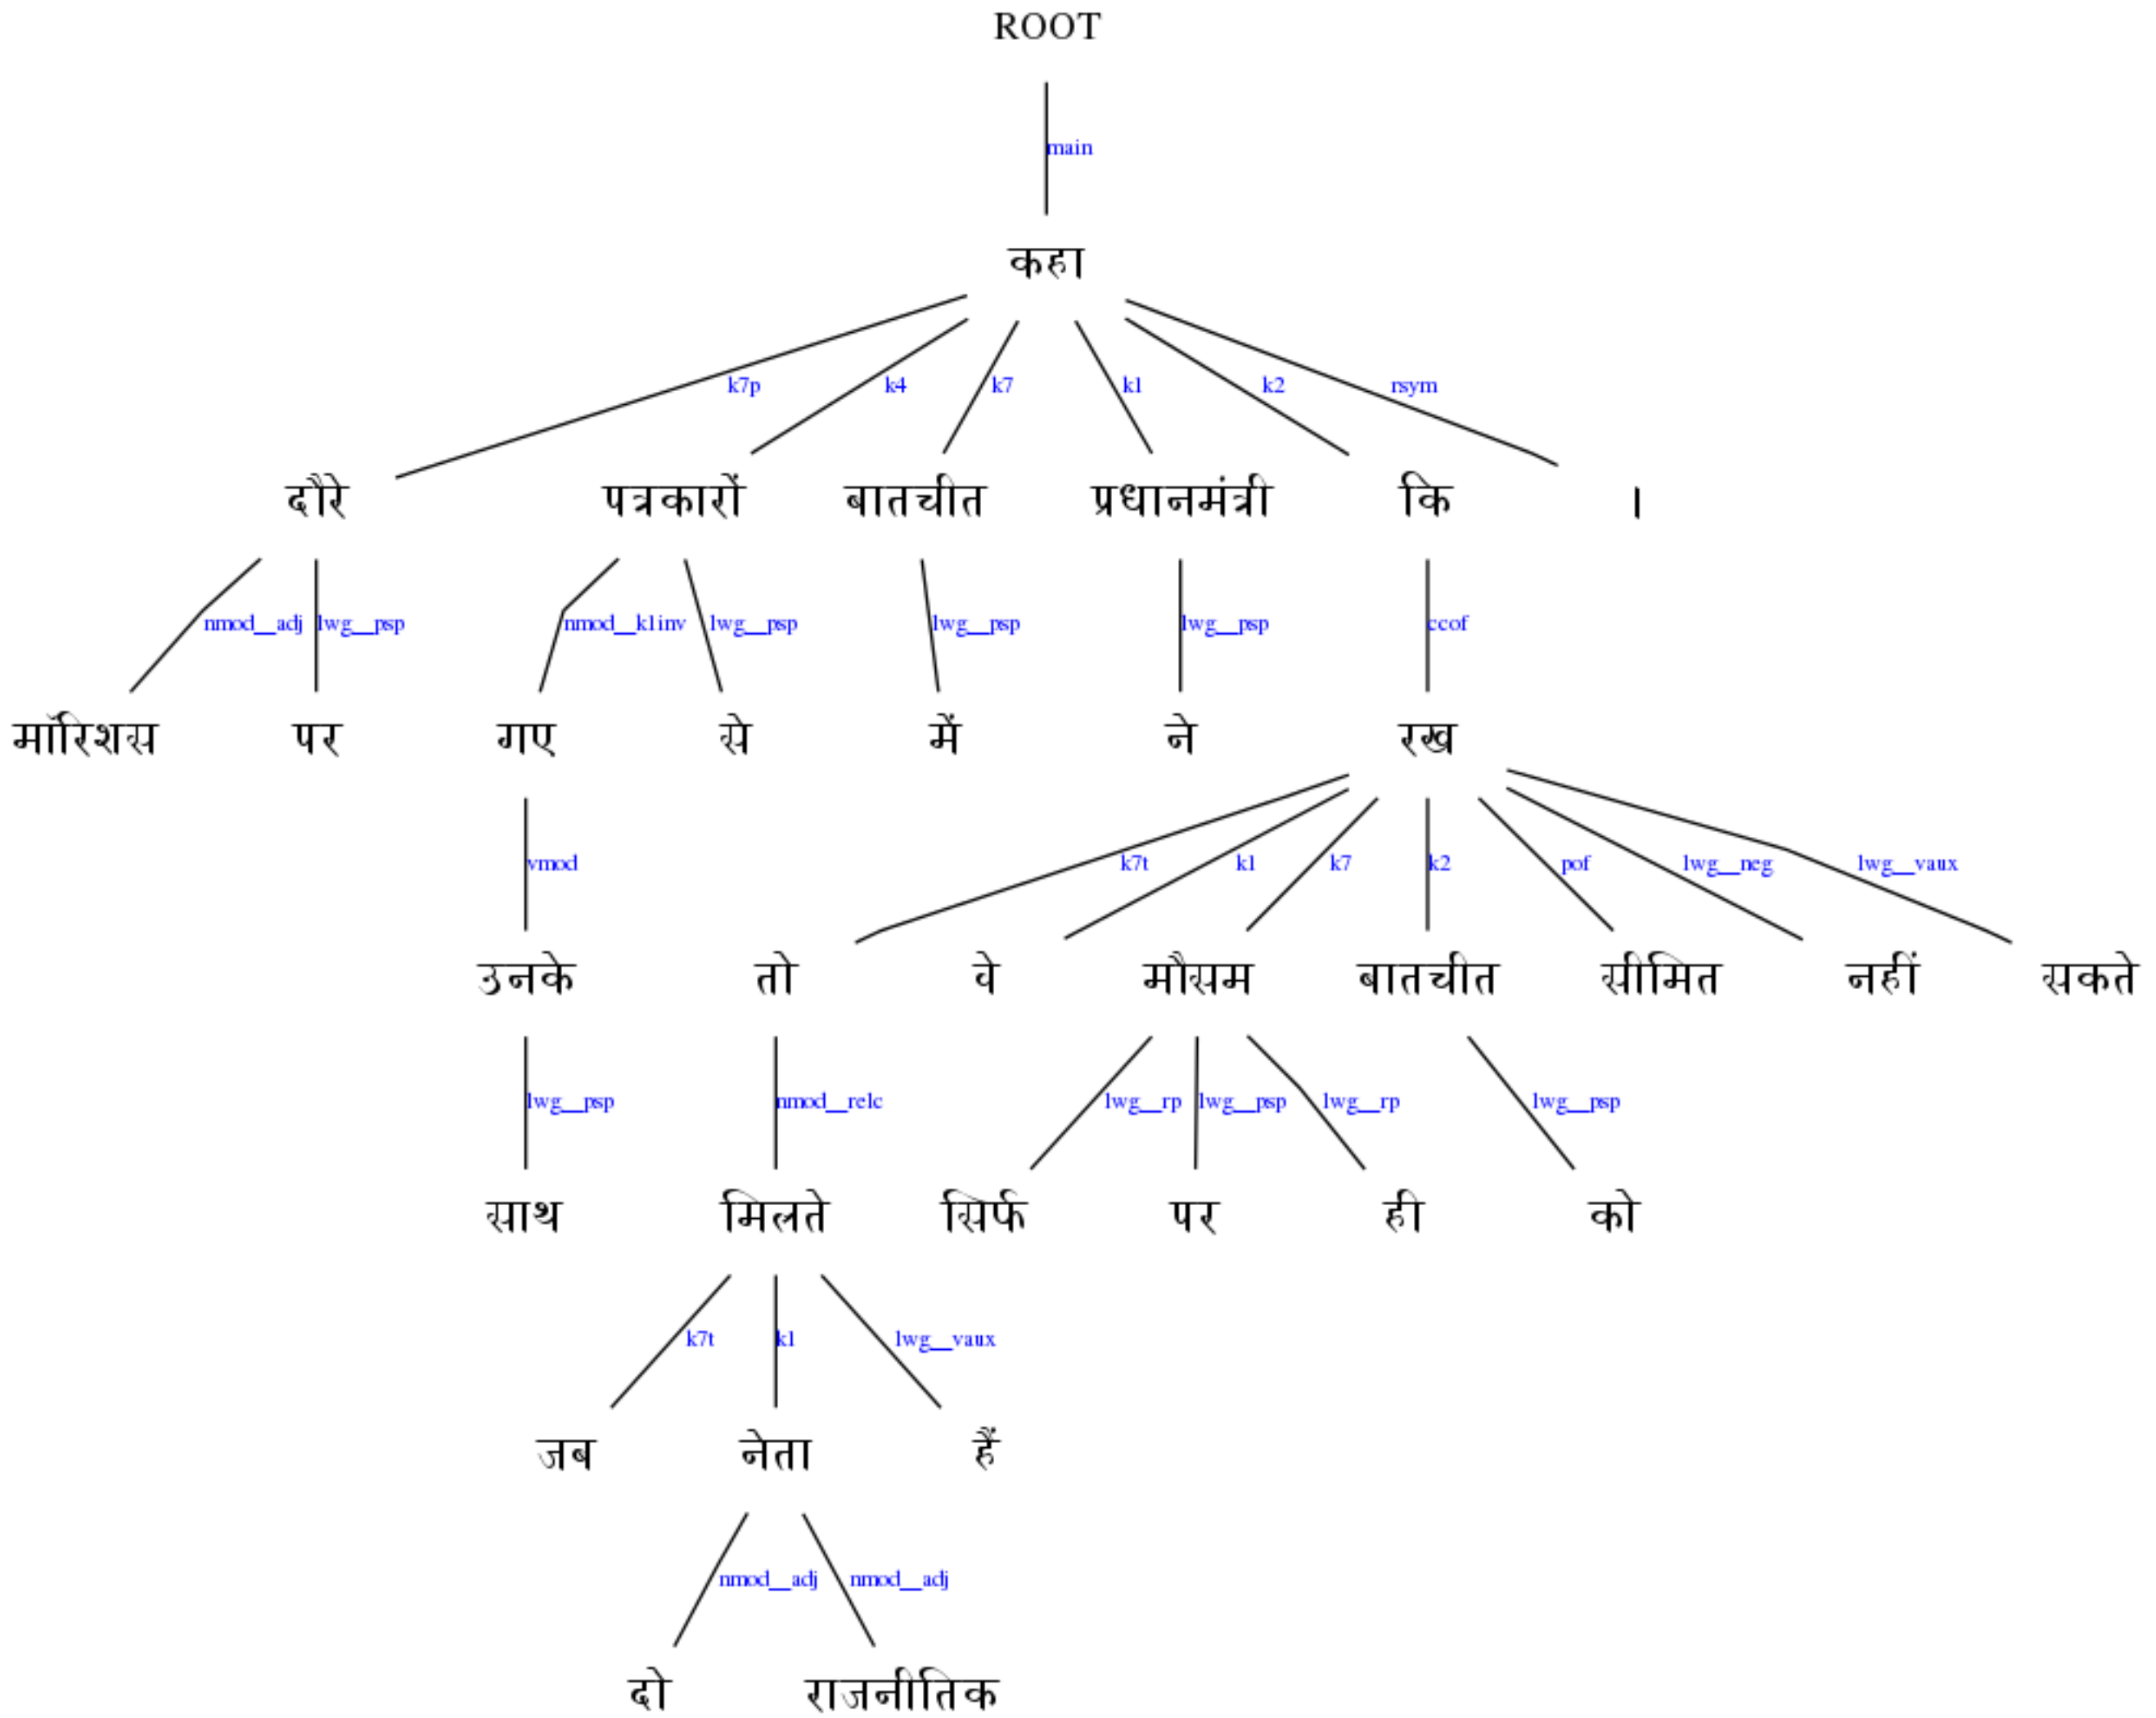 ROOT
main
कहा
k7p k4 k7 k1 k2 rsym
दौरे पत्रकारों बातचीत प्रधानमंत्री कि ।
nmod__adj lwg__psp nmod__k1inv lwg__psp lwg__psp lwg__psp ccof
मॉरिशस पर गए से में ने रख
vmod k7t k1 k7 k2 pof lwg__neg lwg__vaux
उनके तो वे मौसम बातचीत सीमित नहीं सकते
lwg__psp nmod__relc lwg__rp lwg__psp lwg__rp lwg__psp
साथ मिलते सिर्फ पर ही को
k7t k1 lwg__vaux
जब नेता हैं
nmod__adj nmod__adj
दो राजनीतिक